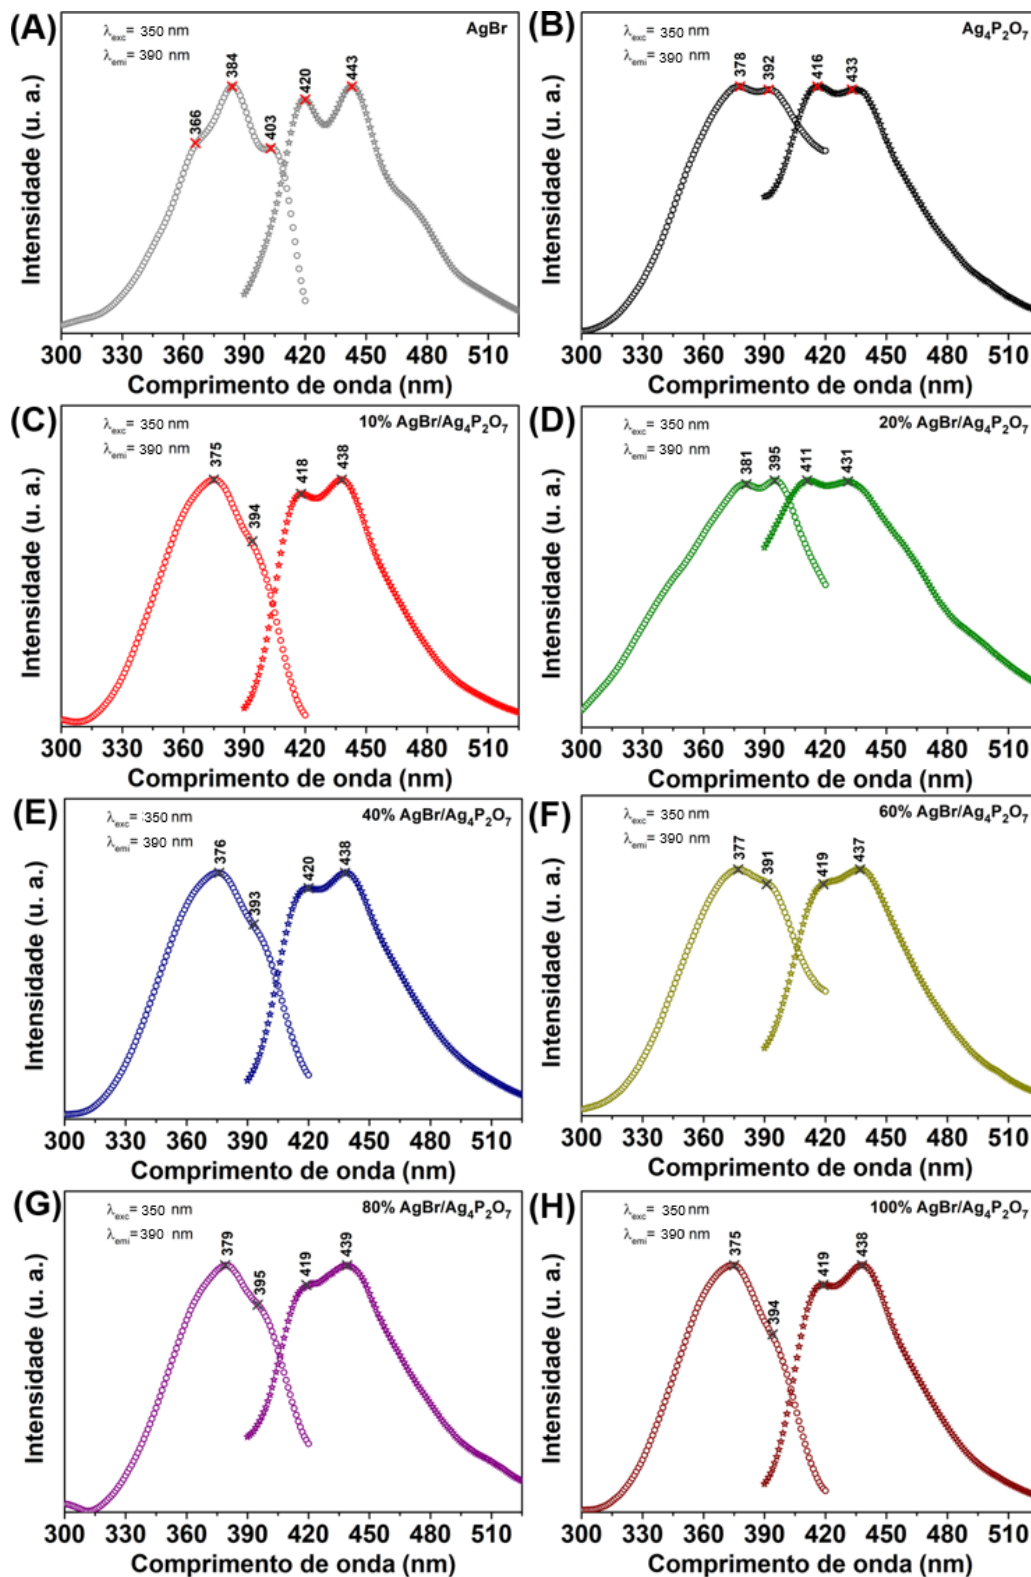 (A)
AgBr
λexc= 350 nm
λemi= 390 nm
366
384
403
420
443
Intensidade (u. a.)
300 330 360 390 420 450 480 510
Comprimento de onda (nm)
(B)
Ag4P2O7
λexc= 350 nm
λemi= 390 nm
378
392
416
433
Intensidade (u. a.)
300 330 360 390 420 450 480 510
Comprimento de onda (nm)
(C)
10% AgBr/Ag4P2O7
λexc= 350 nm
λemi= 390 nm
375
394
418
438
Intensidade (u. a.)
300 330 360 390 420 450 480 510
Comprimento de onda (nm)
(D)
20% AgBr/Ag4P2O7
λexc= 350 nm
λemi= 390 nm
381
395
411
431
Intensidade (u. a.)
300 330 360 390 420 450 480 510
Comprimento de onda (nm)
(E)
40% AgBr/Ag4P2O7
λexc= 350 nm
λemi= 390 nm
376
393
420
438
Intensidade (u. a.)
300 330 360 390 420 450 480 510
Comprimento de onda (nm)
(F)
60% AgBr/Ag4P2O7
λexc= 350 nm
λemi= 390 nm
377
391
419
437
Intensidade (u. a.)
300 330 360 390 420 450 480 510
Comprimento de onda (nm)
(G)
80% AgBr/Ag4P2O7
λexc= 350 nm
λemi= 390 nm
379
395
419
439
Intensidade (u. a.)
300 330 360 390 420 450 480 510
Comprimento de onda (nm)
(H)
100% AgBr/Ag4P2O7
λexc= 350 nm
λemi= 390 nm
375
394
419
438
Intensidade (u. a.)
300 330 360 390 420 450 480 510
Comprimento de onda (nm)